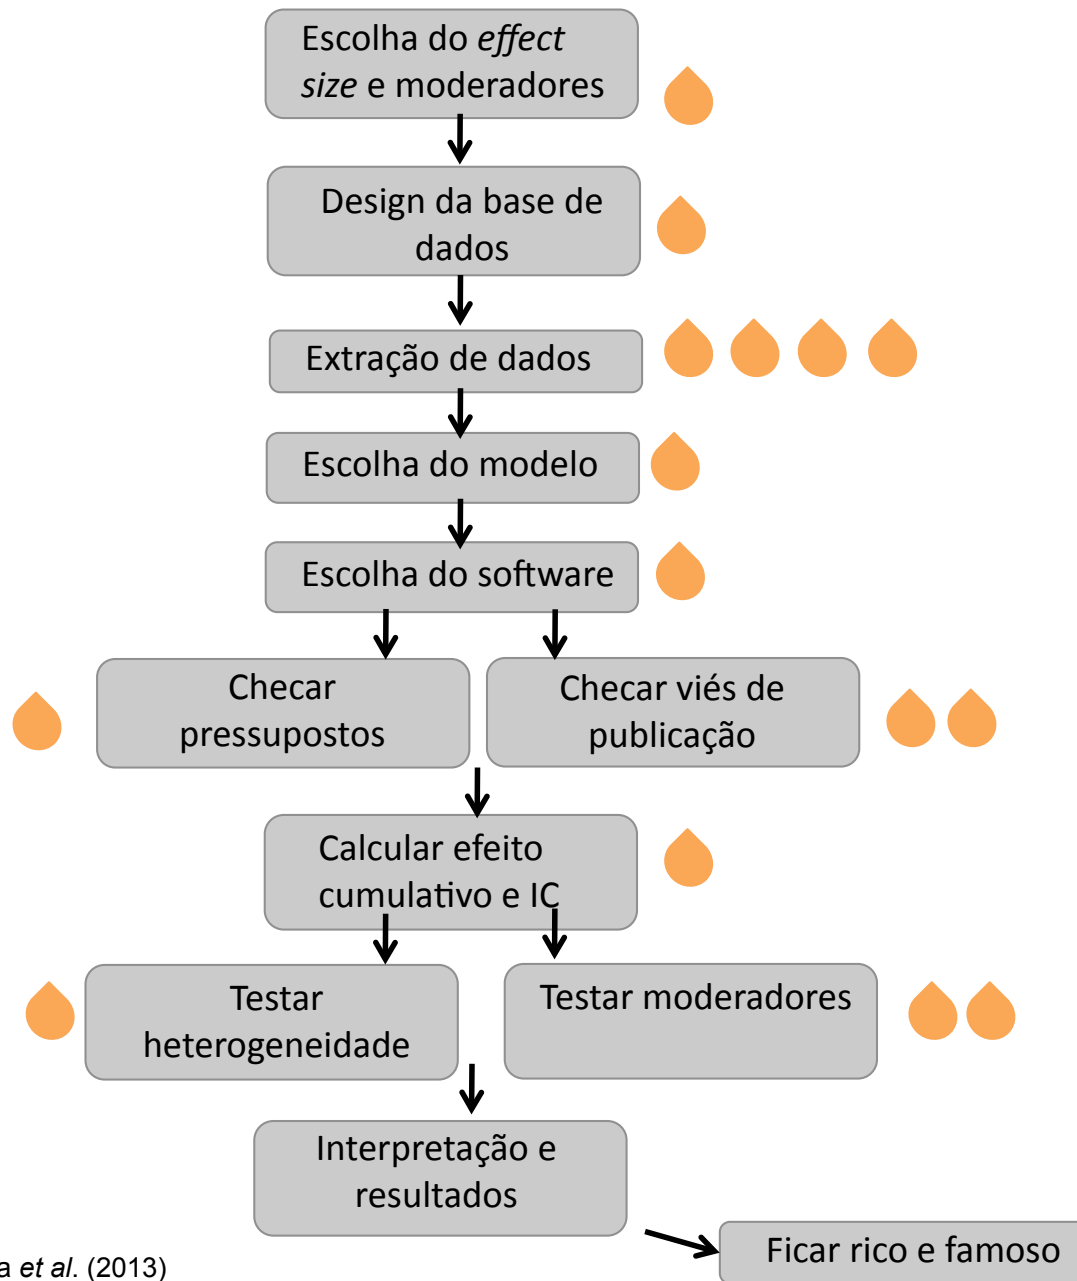 Escolha do effect
size e moderadores
Design da base de
dados
Extração de dados
Escolha do modelo
Escolha do software
Checar
pressupostos
Checar viés de
publicação
Calcular efeito
cumulativo e IC
Testar
heterogeneidade
Testar moderadores
Interpretação e
resultados
Ficar rico e famoso
a et al. (2013)